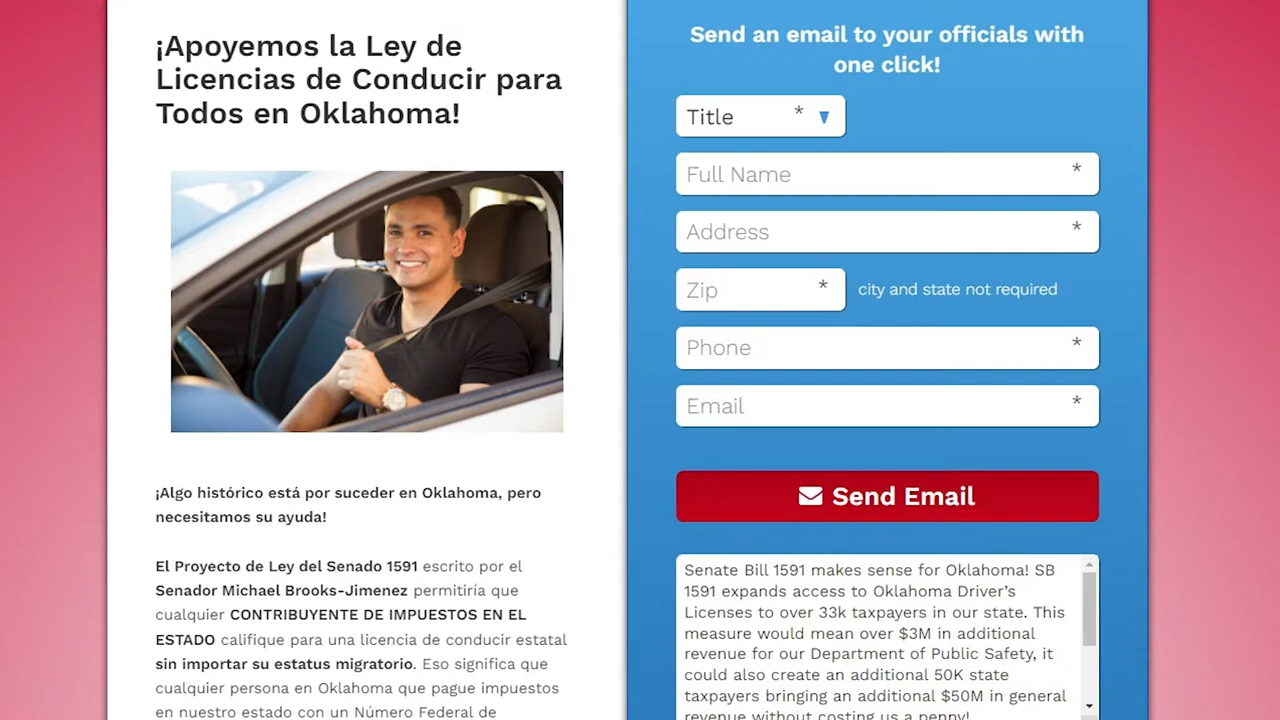 ¡Apoyemos la Ley de
Licencias de Conducir para
Todos en Oklahoma!
¡Algo histórico está por suceder en Oklahoma, pero
necesitamos su ayuda!
El Proyecto de Ley del Senado 1591 escrito por el
Senador Michael Brooks-Jimenez permitiría que
cualquier CONTRIBUYENTE DE IMPUESTOS EN EL
ESTADO califique para una licencia de conducir estatal
sin importar su estatus migratorio. Eso significa que
cualquier persona en Oklahoma que pague impuestos
en nuestro estado con un Número Federal de
Send an email to your officials with
one click!
Title *
Full Name *
Address *
Zip * city and state not required
Phone *
Email *
Send Email
Senate Bill 1591 makes sense for Oklahoma! SB
1591 expands access to Oklahoma Driver’s
Licenses to over 33k taxpayers in our state. This
measure would mean over $3M in additional
revenue for our Department of Public Safety, it
could also create an additional 50K state
taxpayers bringing an additional $50M in general
revenue without costing us a penny!